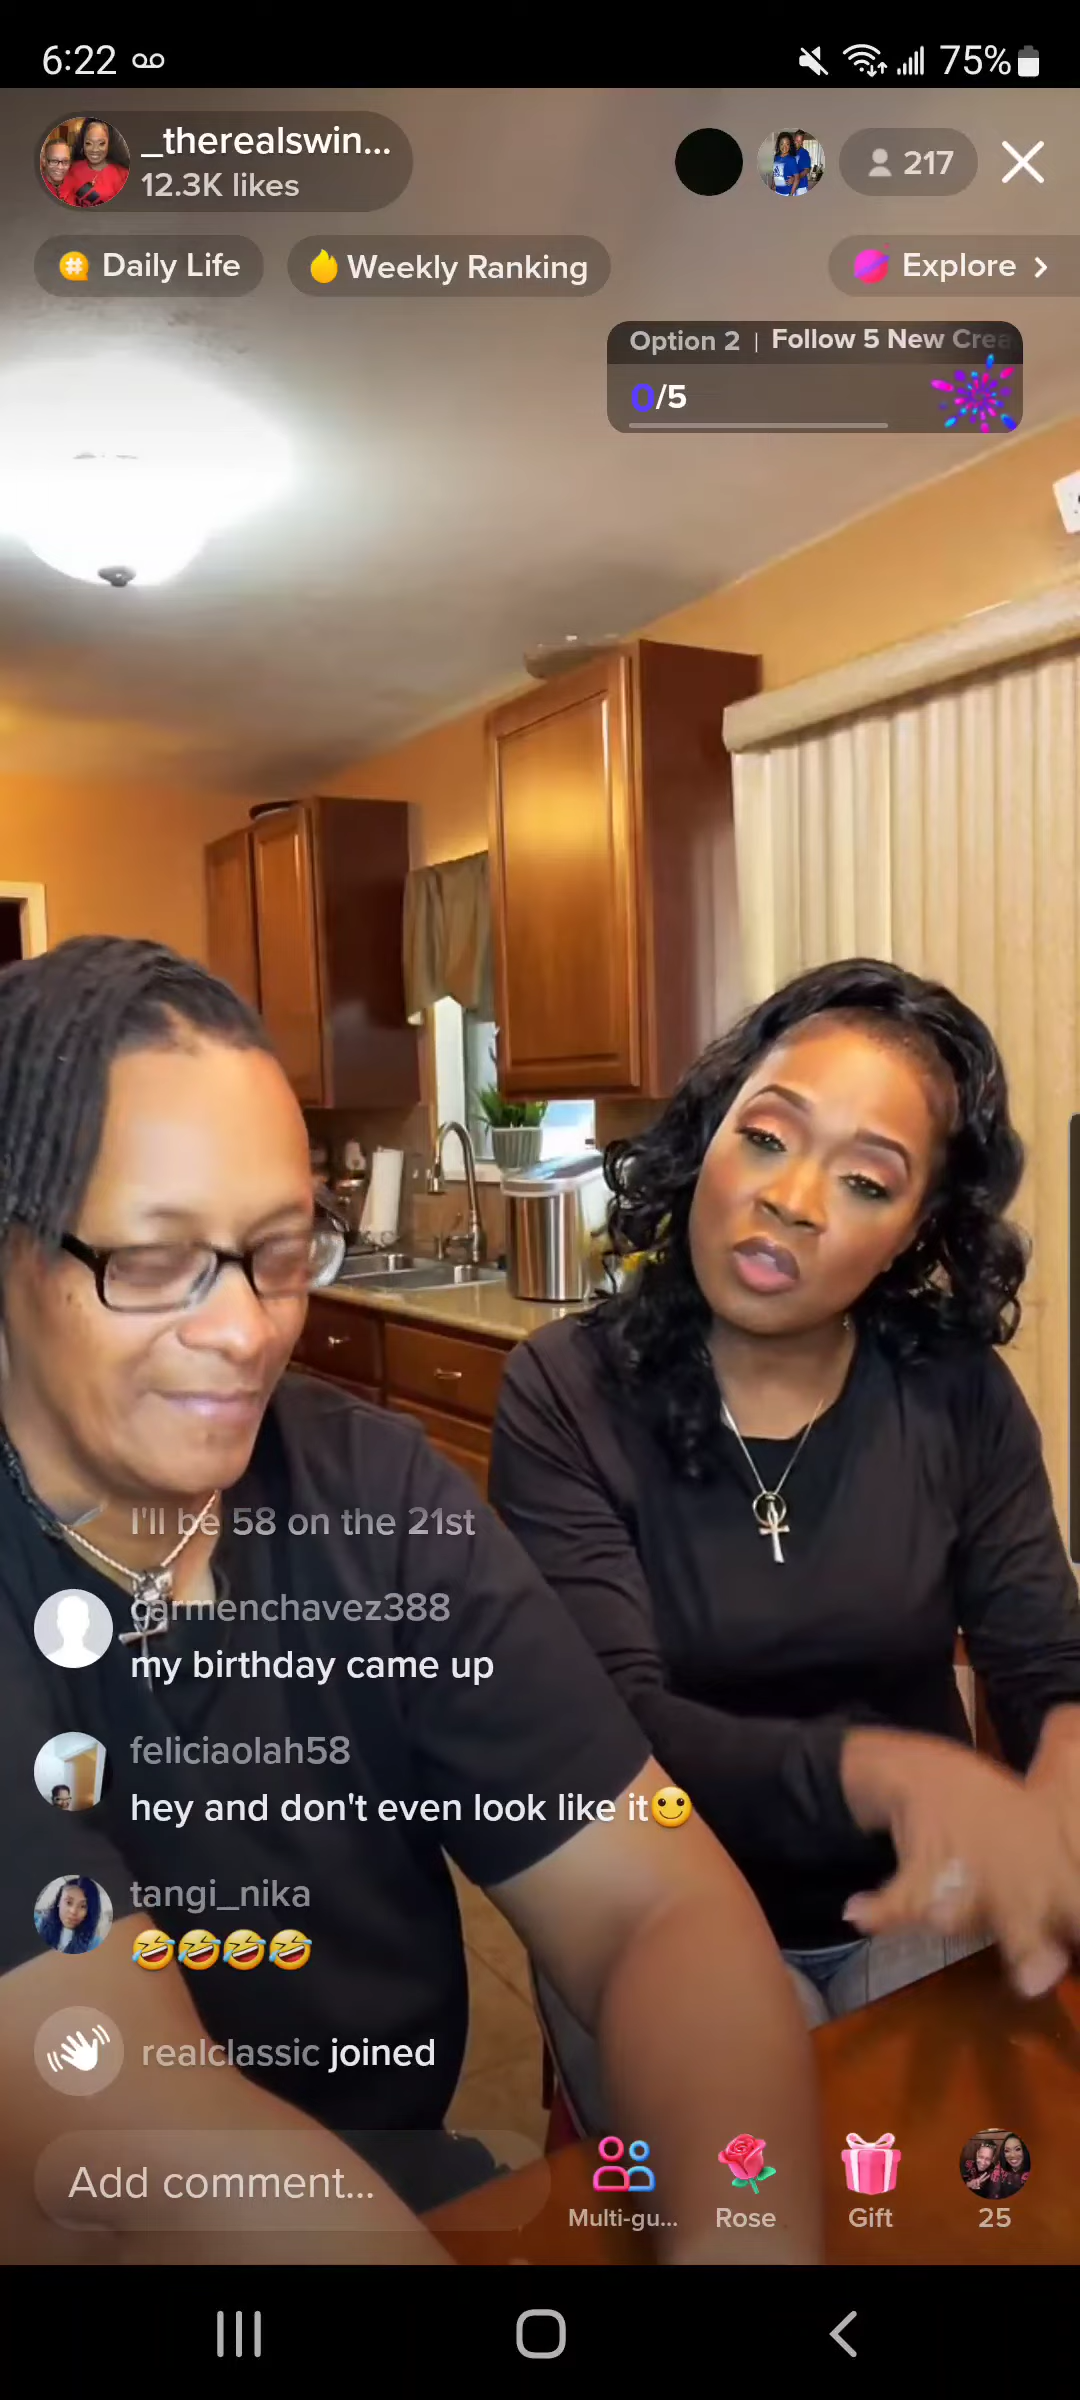 6:22
75%
_therealswin...
12.3K likes
217
Daily Life
Weekly Ranking
Explore >
Option 2 | Follow 5 New Crea
0/5
I'll be 58 on the 21st
carmenchavez388
my birthday came up
feliciaolah58
hey and don't even look like it🙂
tangi_nika
🤣🤣🤣🤣
realclassic joined
Add comment...
Multi-gu...
Rose
Gift
25